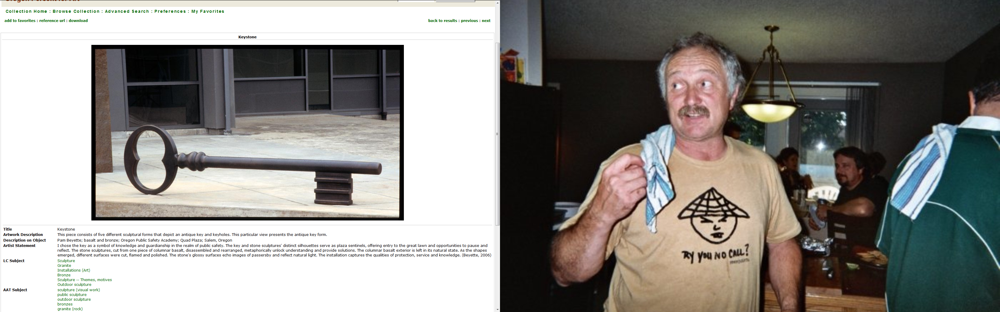 Collection Home : Browse Collection : Advanced Search : Preferences : My Favorites
add to favorites : reference url : download
back to results : previous : next
Keystone
Title Keystone
Artwork Description This piece consists of five different sculptural forms that depict an antique key and keyholes. This particular view presents the antique key form.
Description on Object Pam Beyette; basalt and bronze; Oregon Public Safety Academy; Quad Plaza; Salem, Oregon
Artist Statement I chose the key as a symbol of knowledge and guardianship in the realm of public safety. The key and stone sculptures' distinct silhouettes serve as plaza sentinels, offering entry to the great lawn and opportunities to pause and
reflect. The stone sculptures, cut from one piece of columnar basalt, disassembled and rearranged, metaphorically unlock understanding and provide solutions. The columnar basalt exterior is left in its natural state. As the shapes
emerged, different surfaces were cut, flamed and polished. The stone's glossy surfaces echo images of passersby and reflect natural light. The installation captures the qualities of protection, service and knowledge. (Beyette, 2006)
LC Subject Sculpture
Granite
Installations (Art)
Bronze
Sculpture -- Themes, motives
Outdoor sculpture
AAT Subject sculpture (visual work)
public sculpture
outdoor sculpture
bronzes
granite (rock)
RY YOU NO CALL?